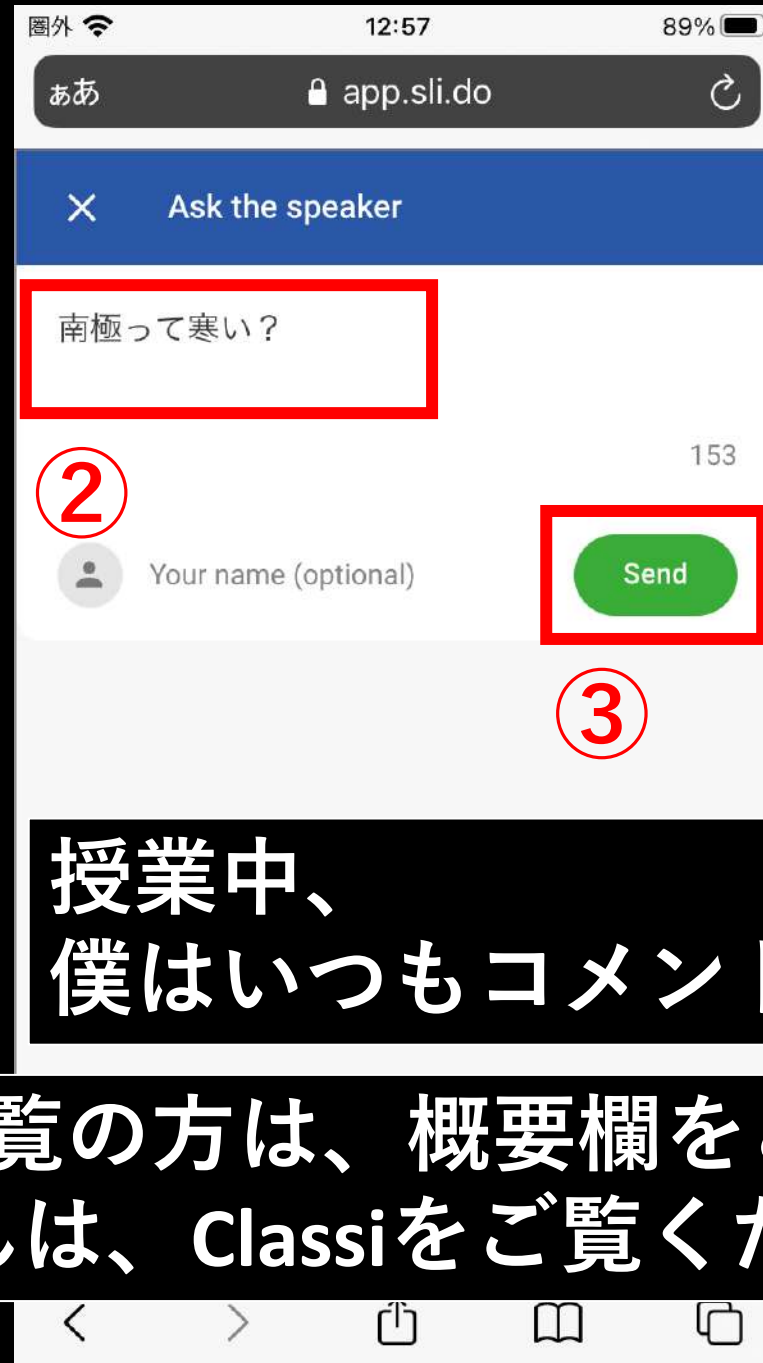 圏外 12:57 89%
ぁあ app.sli.do
Ask the speaker
南極って寒い？
153
②
Your name (optional) Send
③
授業中、
僕はいつもコメン
覧の方は、概要欄を
は、Classiをご覧く